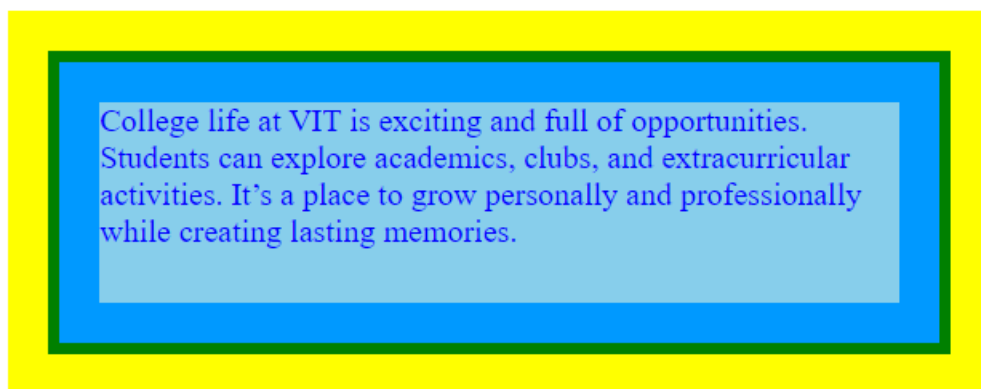 College life at VIT is exciting and full of opportunities.
Students can explore academics, clubs, and extracurricular
activities. It’s a place to grow personally and professionally
while creating lasting memories.